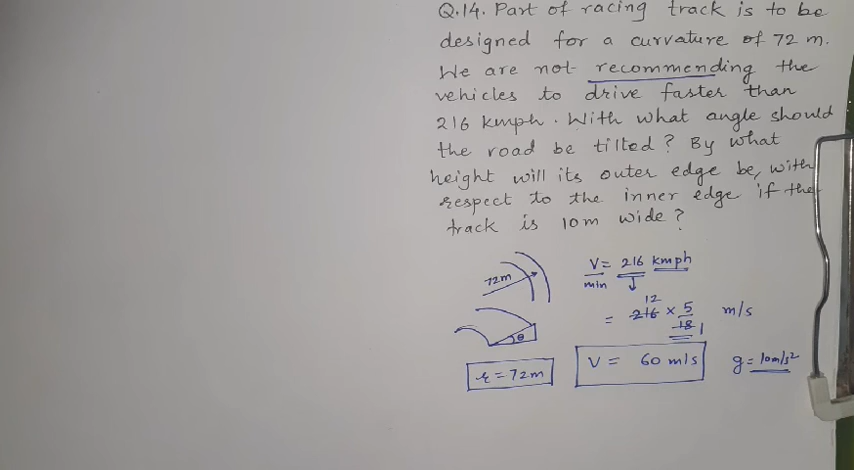 Q.14. Part of racing track is to be
designed for a curvature of 72 m.
We are not recommending the
vehicles to drive faster than
216 kmph. With what angle should
the road be tilted? By what
height will its outer edge be, with
respect to the inner edge if the
track is 10m wide?
72m
V = 216 kmph
min
12
= 216 × 5 m/s
18 1
θ
r = 72m
V = 60 m/s
g = 10m/s²